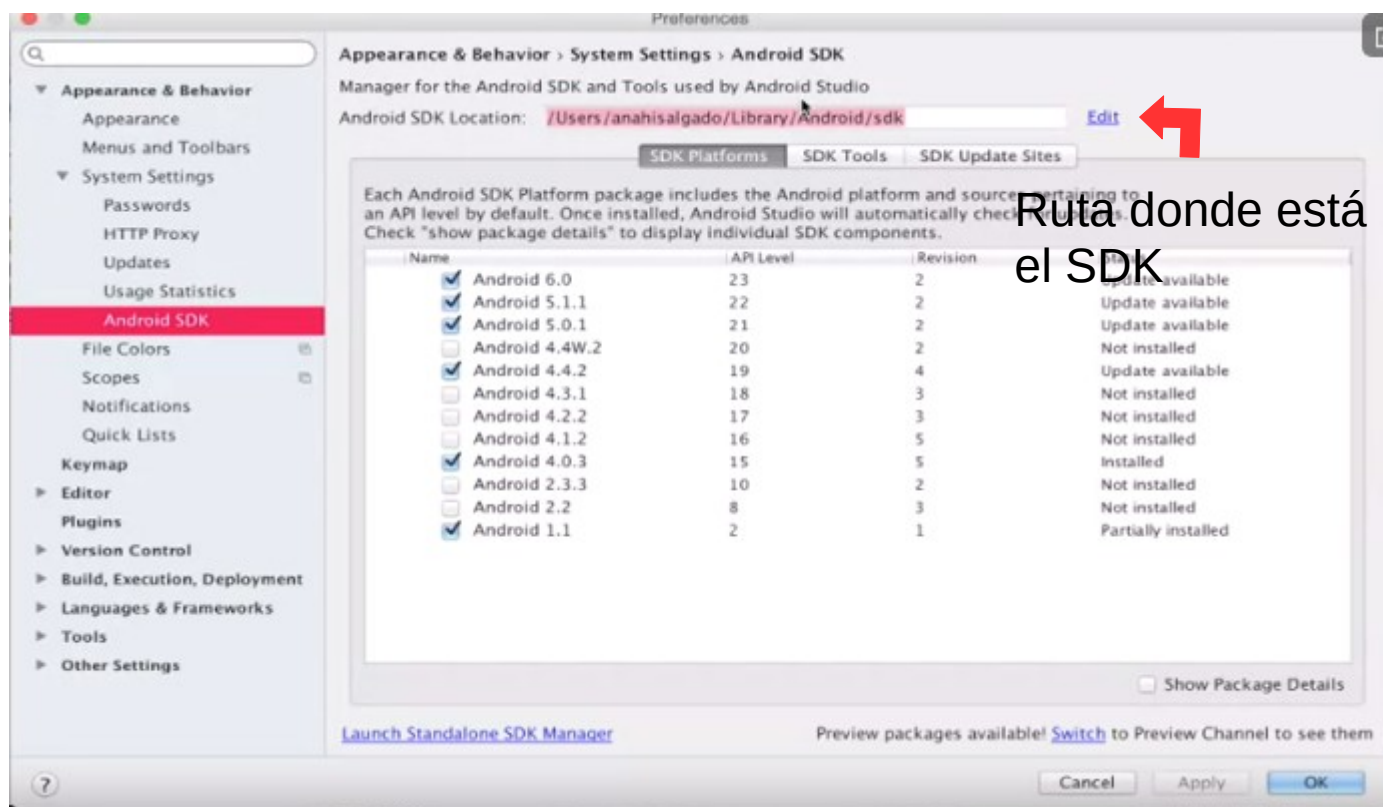 Preferences
Appearance & Behavior › System Settings › Android SDK
Manager for the Android SDK and Tools used by Android Studio
Android SDK Location: /Users/anahisalgado/Library/Android/sdk Edit
SDK Platforms SDK Tools SDK Update Sites
Each Android SDK Platform package includes the Android platform and sources pertaining to
an API level by default. Once installed, Android Studio will automatically check for updates.
Check "show package details" to display individual SDK components.
Ruta donde está
el SDK
Name API Level Revision Status
Android 6.0 23 2 Update available
Android 5.1.1 22 2 Update available
Android 5.0.1 21 2 Update available
Android 4.4W.2 20 2 Not installed
Android 4.4.2 19 4 Update available
Android 4.3.1 18 3 Not installed
Android 4.2.2 17 3 Not installed
Android 4.1.2 16 5 Not installed
Android 4.0.3 15 5 Installed
Android 2.3.3 10 2 Not installed
Android 2.2 8 3 Not installed
Android 1.1 2 1 Partially installed
Show Package Details
Launch Standalone SDK Manager
Preview packages available! Switch to Preview Channel to see them
Appearance & Behavior
Appearance
Menus and Toolbars
System Settings
Passwords
HTTP Proxy
Updates
Usage Statistics
Android SDK
File Colors
Scopes
Notifications
Quick Lists
Keymap
Editor
Plugins
Version Control
Build, Execution, Deployment
Languages & Frameworks
Tools
Other Settings
?
Cancel Apply OK